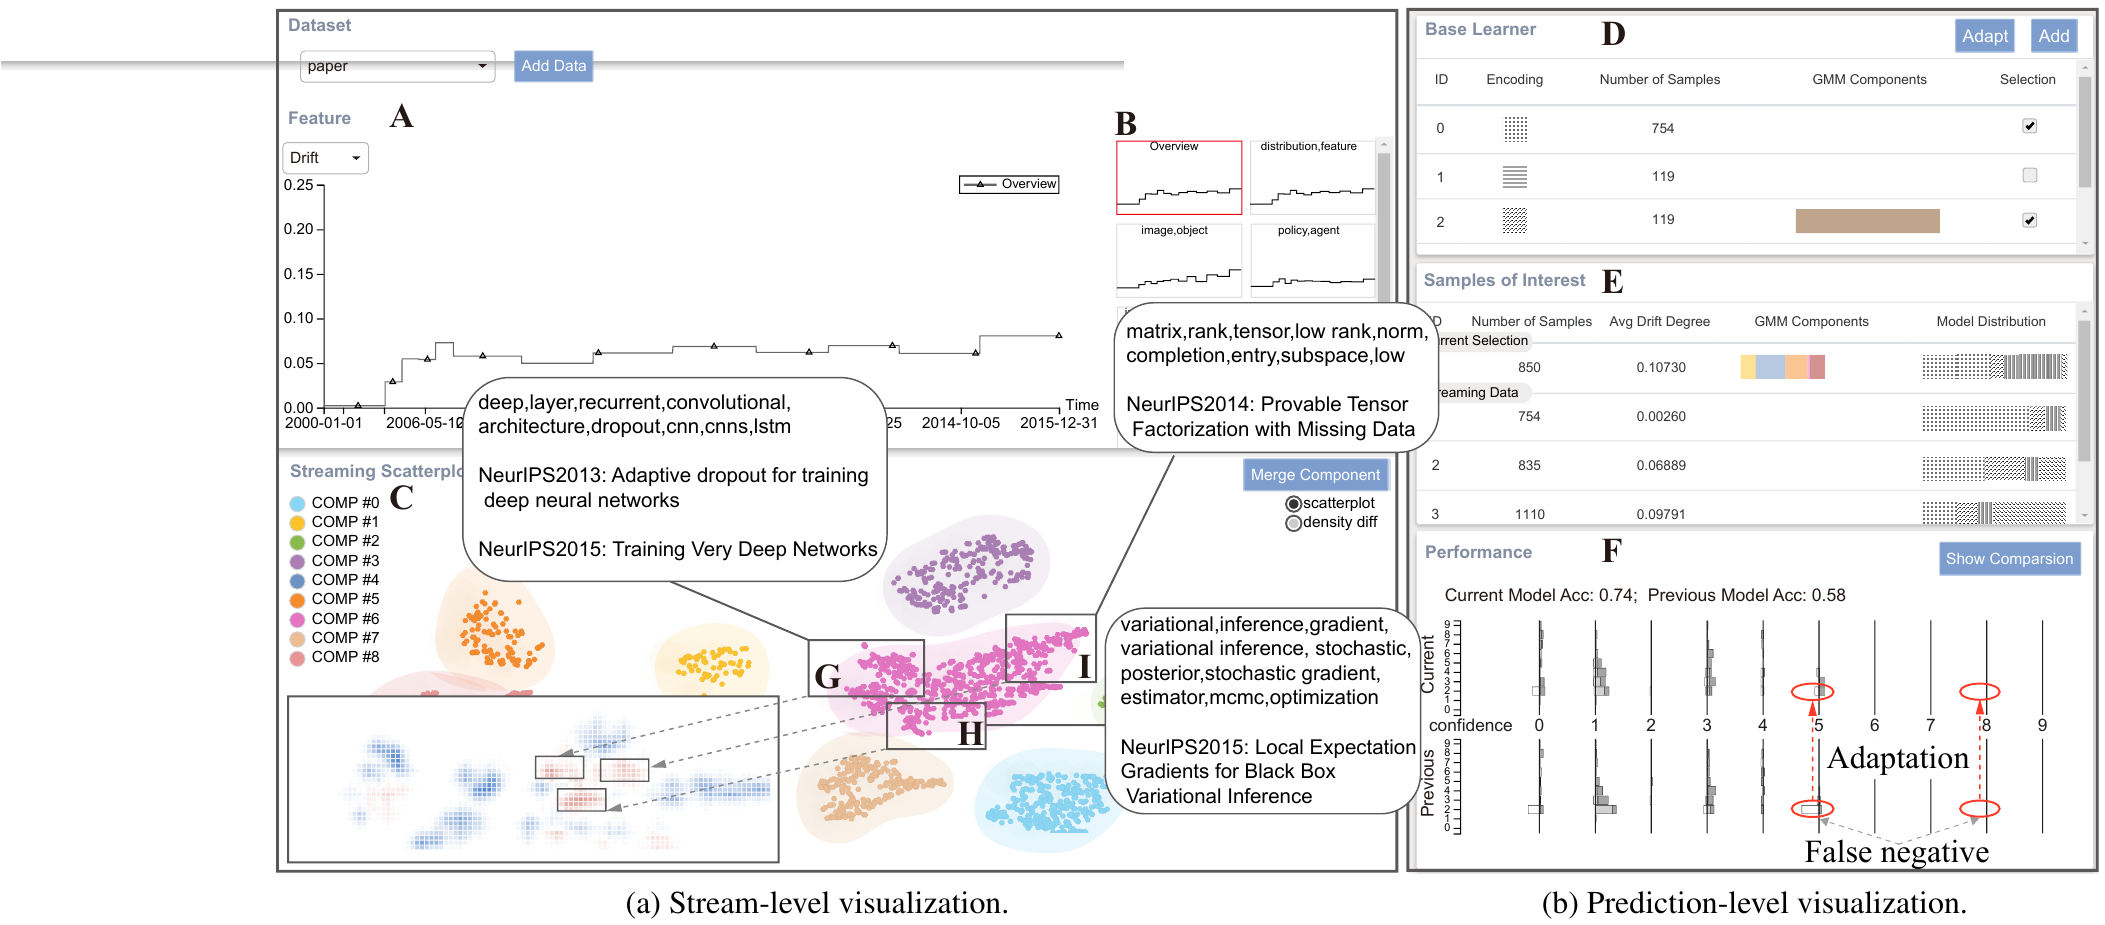 Dataset
paper
Add Data
Feature
A
Drift
0.25
0.20
0.15
0.10
0.05
0.00
Overview
Time
2000-01-01
2006-05-12
25
2014-10-05
2015-12-31
B
Overview
distribution,feature
image,object
policy,agent
matrix,rank,tensor,low rank,norm,
completion,entry,subspace,low
NeurIPS2014: Provable Tensor
Factorization with Missing Data
deep,layer,recurrent,convolutional,
architecture,dropout,cnn,cnns,lstm
NeurIPS2013: Adaptive dropout for training
deep neural networks
NeurIPS2015: Training Very Deep Networks
Streaming Scatterplo
C
Merge Component
scatterplot
density diff
COMP #0
COMP #1
COMP #2
COMP #3
COMP #4
COMP #5
COMP #6
COMP #7
COMP #8
G
I
H
variational,inference,gradient,
variational inference, stochastic,
posterior,stochastic gradient,
estimator,mcmc,optimization
NeurIPS2015: Local Expectation
Gradients for Black Box
Variational Inference
(a) Stream-level visualization.
Base Learner
D
Adapt
Add
ID Encoding Number of Samples GMM Components Selection
0 754
1 119
2 119
Samples of Interest
E
D Number of Samples Avg Drift Degree GMM Components Model Distribution
rrent Selection
850 0.10730
reaming Data
754 0.00260
2 835 0.06889
3 1110 0.09791
Performance
F
Show Comparsion
Current Model Acc: 0.74; Previous Model Acc: 0.58
Current
9
8
7
6
5
4
3
2
1
0
confidence 0 1 2 3 4 5 6 7 8 9
Previous
9
8
7
6
5
4
3
2
1
0
Adaptation
False negative
(b) Prediction-level visualization.